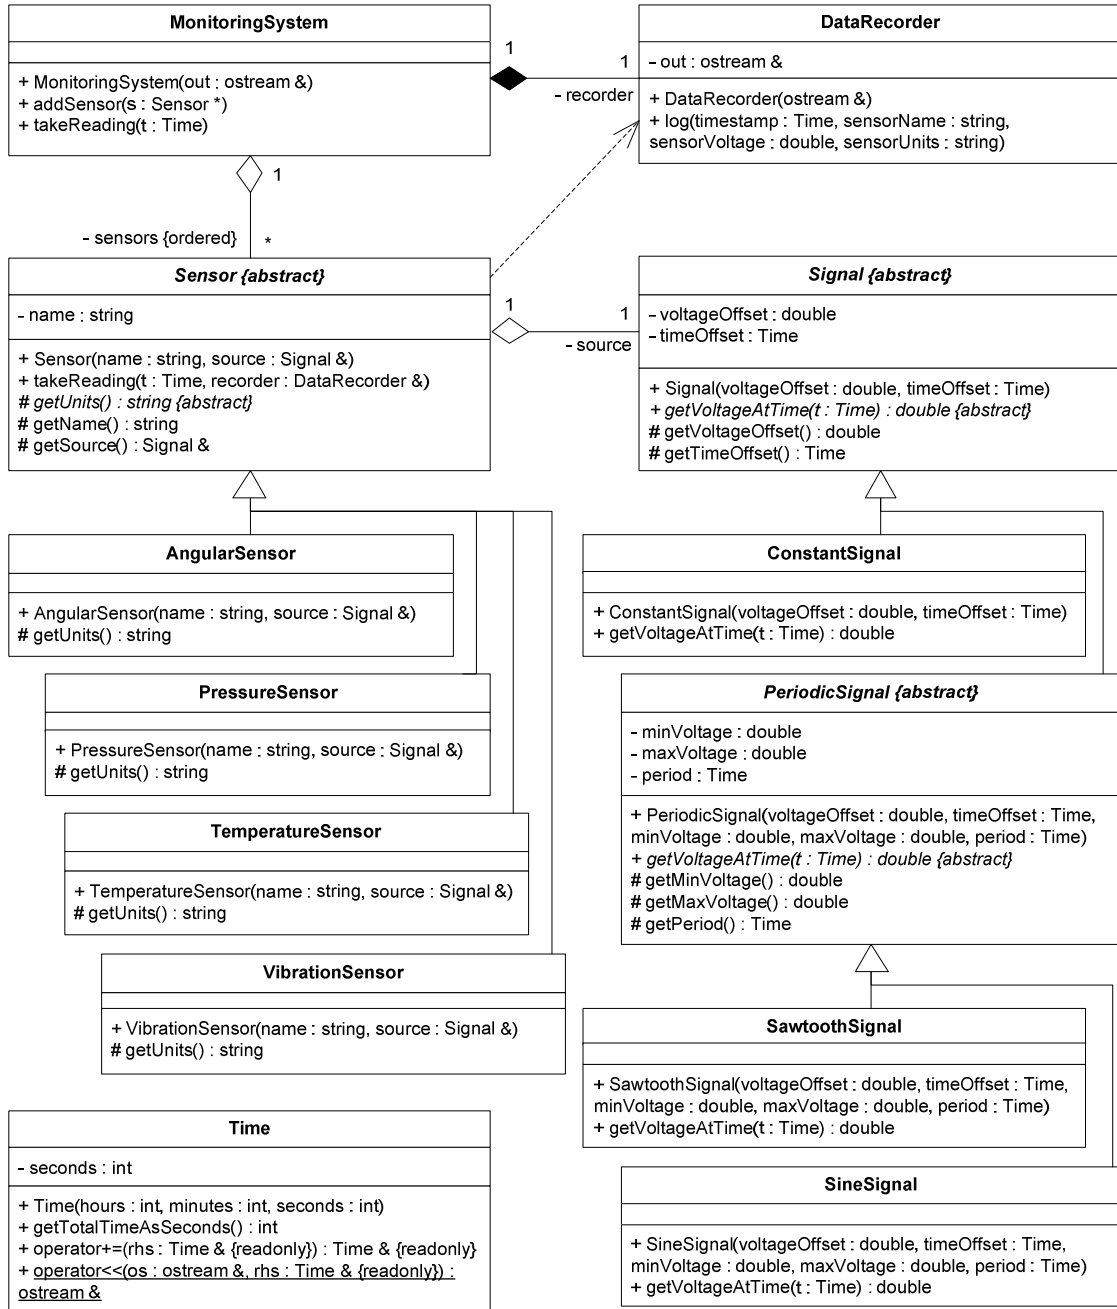 MonitoringSystem
+ MonitoringSystem(out : ostream &)
+ addSensor(s : Sensor *)
+ takeReading(t : Time)
1
1
- recorder
DataRecorder
- out : ostream &
+ DataRecorder(ostream &)
+ log(timestamp : Time, sensorName : string,
sensorVoltage : double, sensorUnits : string)
1
- sensors {ordered}
*
Sensor {abstract}
- name : string
+ Sensor(name : string, source : Signal &)
+ takeReading(t : Time, recorder : DataRecorder &)
# getUnits() : string {abstract}
# getName() : string
# getSource() : Signal &
1
1
- source
Signal {abstract}
- voltageOffset : double
- timeOffset : Time
+ Signal(voltageOffset : double, timeOffset : Time)
+ getVoltageAtTime(t : Time) : double {abstract}
# getVoltageOffset() : double
# getTimeOffset() : Time
AngularSensor
+ AngularSensor(name : string, source : Signal &)
# getUnits() : string
ConstantSignal
+ ConstantSignal(voltageOffset : double, timeOffset : Time)
+ getVoltageAtTime(t : Time) : double
PressureSensor
+ PressureSensor(name : string, source : Signal &)
# getUnits() : string
PeriodicSignal {abstract}
- minVoltage : double
- maxVoltage : double
- period : Time
+ PeriodicSignal(voltageOffset : double, timeOffset : Time,
minVoltage : double, maxVoltage : double, period : Time)
+ getVoltageAtTime(t : Time) : double {abstract}
# getMinVoltage() : double
# getMaxVoltage() : double
# getPeriod() : Time
TemperatureSensor
+ TemperatureSensor(name : string, source : Signal &)
# getUnits() : string
VibrationSensor
+ VibrationSensor(name : string, source : Signal &)
# getUnits() : string
SawtoothSignal
+ SawtoothSignal(voltageOffset : double, timeOffset : Time,
minVoltage : double, maxVoltage : double, period : Time)
+ getVoltageAtTime(t : Time) : double
Time
- seconds : int
+ Time(hours : int, minutes : int, seconds : int)
+ getTotalTimeAsSeconds() : int
+ operator+=(rhs : Time & {readonly}) : Time & {readonly}
+ operator<<(os : ostream &, rhs : Time & {readonly}) :
ostream &
SineSignal
+ SineSignal(voltageOffset : double, timeOffset : Time,
minVoltage : double, maxVoltage : double, period : Time)
+ getVoltageAtTime(t : Time) : double